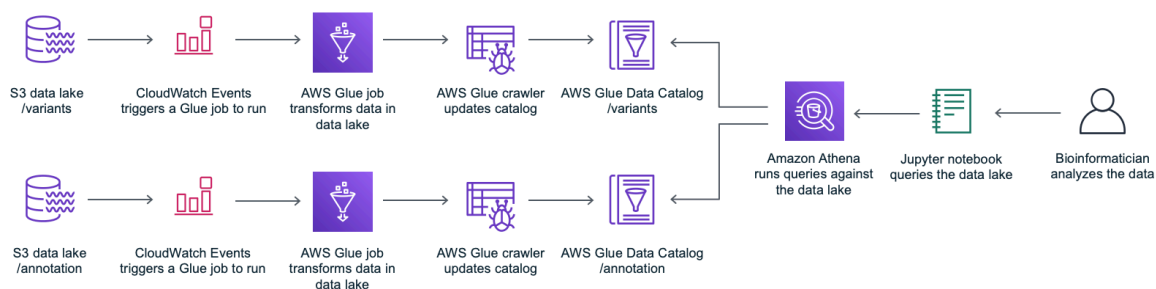 S3 data lake
/variants
CloudWatch Events
triggers a Glue job to run
AWS Glue job
transforms data in
data lake
AWS Glue crawler
updates catalog
AWS Glue Data Catalog
/variants
Amazon Athena
runs queries against
the data lake
Jupyter notebook
queries the data lake
Bioinformatician
analyzes the data
S3 data lake
/annotation
CloudWatch Events
triggers a Glue job to run
AWS Glue job
transforms data in
data lake
AWS Glue crawler
updates catalog
AWS Glue Data Catalog
/annotation